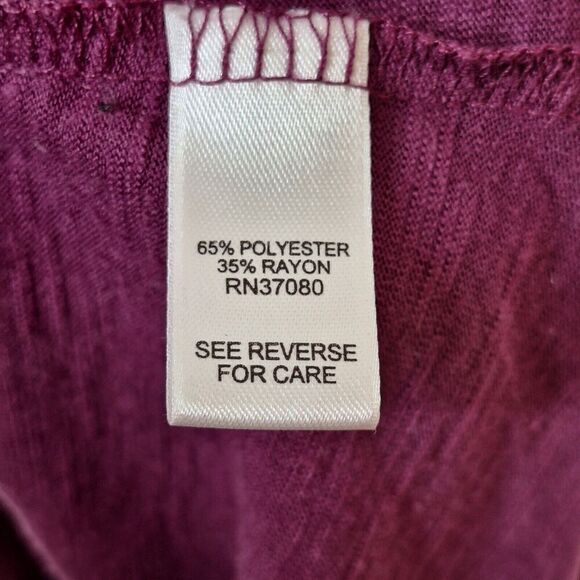 65% POLYESTER
35% RAYON
RN37080
SEE REVERSE
FOR CARE